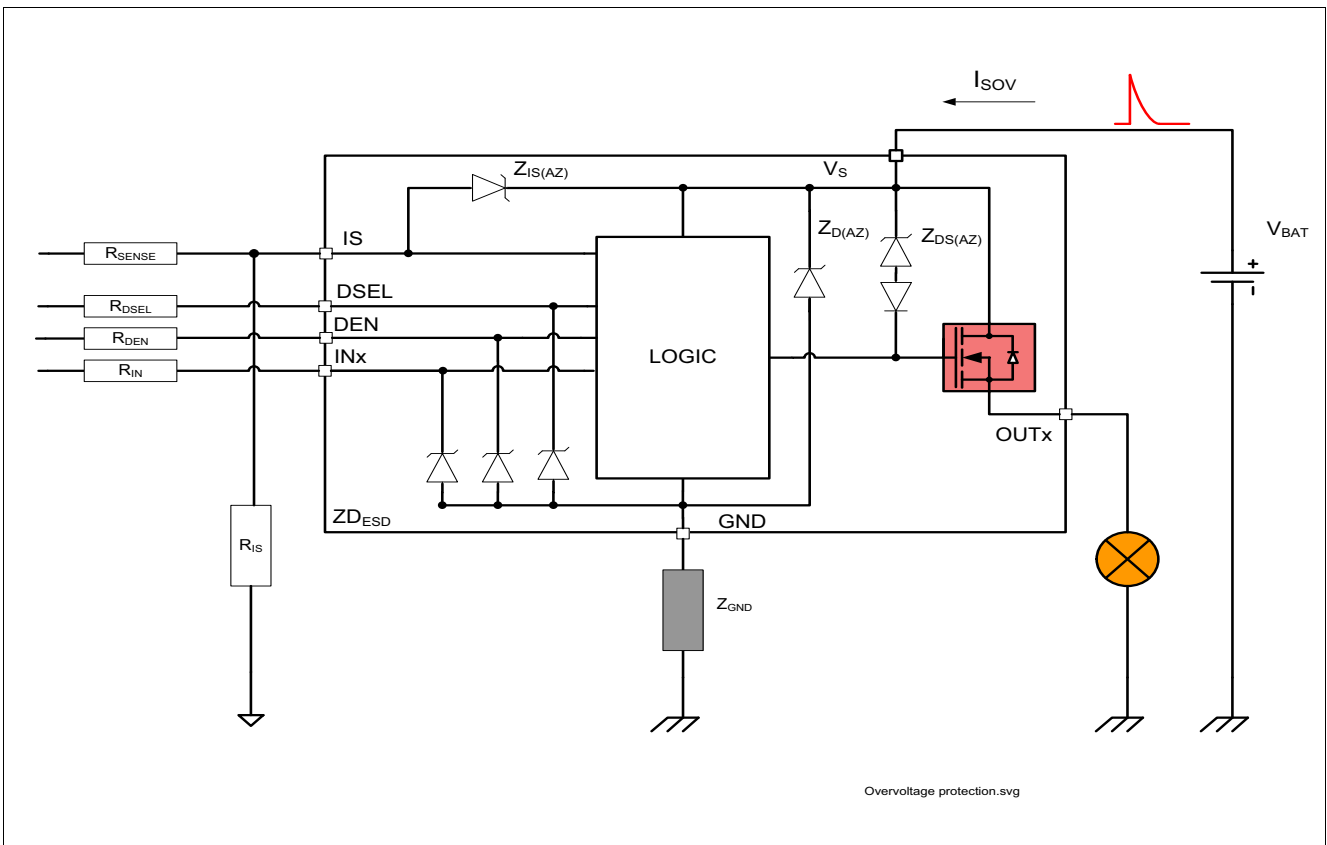 I_SOV
Z_IS(AZ)
V_S
Z_D(AZ)
Z_DS(AZ)
V_BAT
+
-
IS
R_SENSE
DSEL
R_DSEL
DEN
R_DEN
INx
R_IN
LOGIC
OUTx
ZD_ESD
GND
R_IS
Z_GND
Overvoltage protection.svg